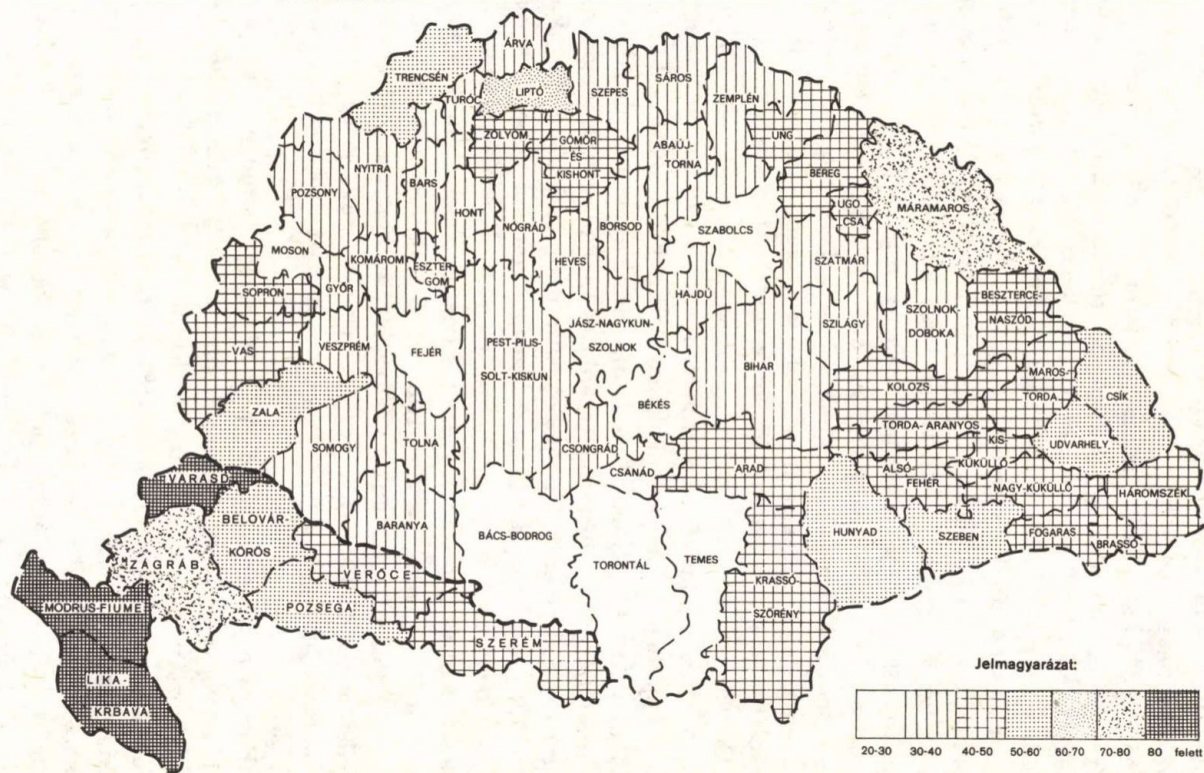 ÁRVA
TRENCSÉN
TURÓC
LIPTÓ
SZEPES
SÁROS
ZEMPLÉN
ZÓLYOM
GÖMÖR
ÉS
KISHONT
ABAÚJ-
TORNA
UNG
BEREG
UGO
CSA
MÁRAMAROS
POZSONY
NYITRA
BARS
HONT
NÓGRÁD
BORSOD
SZABOLCS
MOSON
KOMÁROM
ESZTER
GOM
HEVES
SZATMÁR
SOPRON
GYŐR
HAJDÚ
BESZTERCE-
NASZÓD
VAS
VESZPRÉM
FEJÉR
PEST-PILIS-
SOLT-KISKUN
JÁSZ-NAGYKUN-
SZOLNOK
BIHAR
SZILÁGY
SZOLNOK-
DOBOKA
KOLOZS
MAROS-
TORDA
CSÍK
ZALA
BÉKÉS
SOMOGY
TOLNA
CSONGRÁD
CSANÁD
ARAD
TORDA-ARANYOS
KIS-
KÜKÜLLŐ
UDVARHELY
ALSÓ-
FEHÉR
NAGY-KÜKÜLLŐ
HÁROMSZÉK
VARASD
BELOVÁR-
KÖRÖS
BARANYA
BÁCS-BODROG
TORONTÁL
TEMES
HUNYAD
SZEBEN
FOGARAS
BRASSÓ
ZÁGRÁB
VERŐCE
KRASSÓ-
SZÖRÉNY
MODRUS-FIUME
POZSEGA
SZERÉM
LIKA-
KRBAVA
Jelmagyarázat:
20-30 30-40 40-50 50-60' 60-70 70-80 80 felett